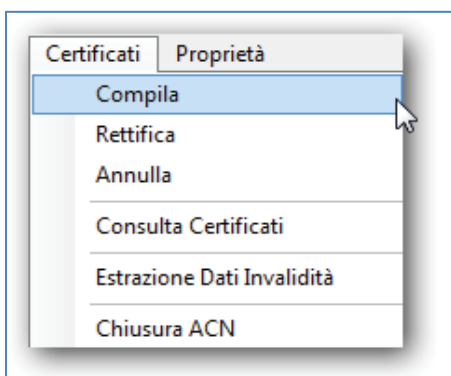 Certificati Proprietà
Compila
Rettifica
Annulla
Consulta Certificati
Estrazione Dati Invalidità
Chiusura ACN